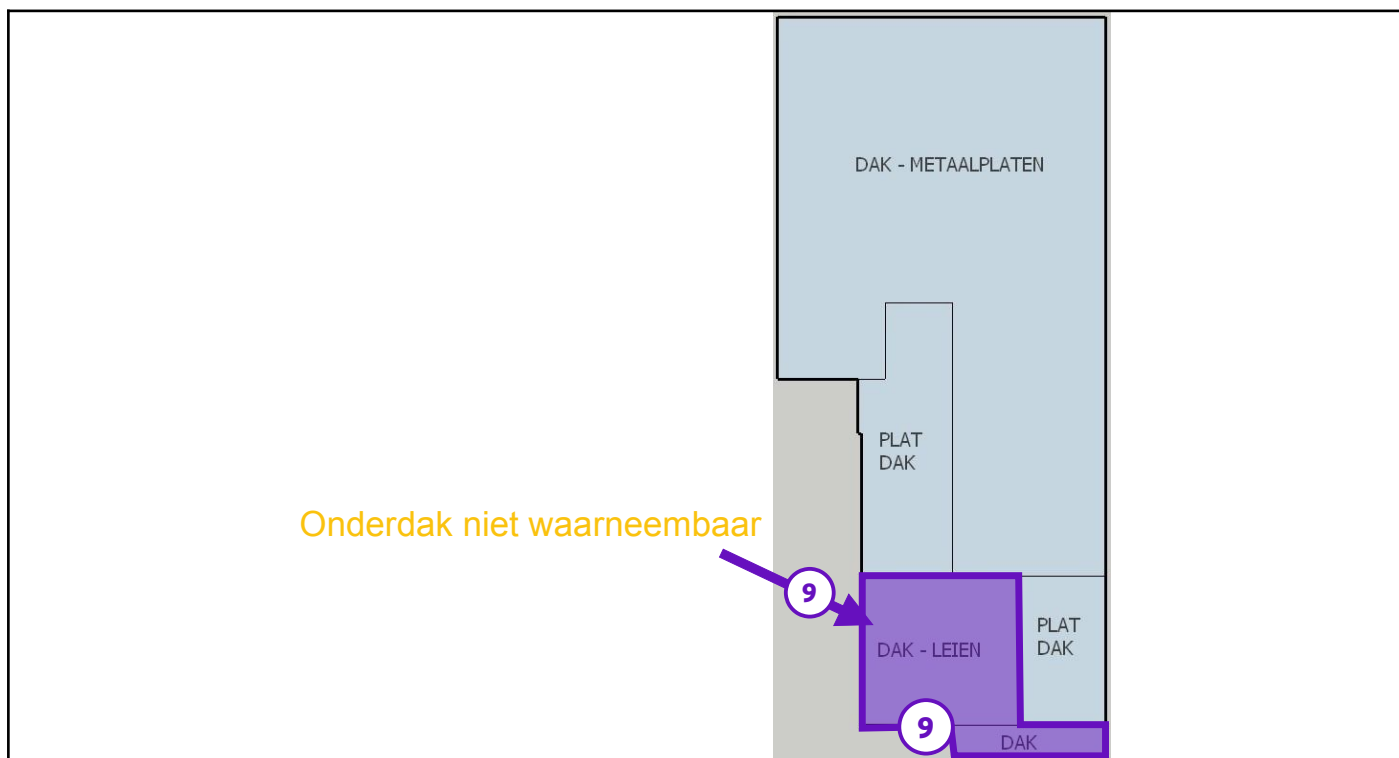 DAK - METAALPLATEN
PLAT
DAK
Onderdak niet waarneembaar
9
PLAT
DAK
DAK - LEIEN
9
DAK